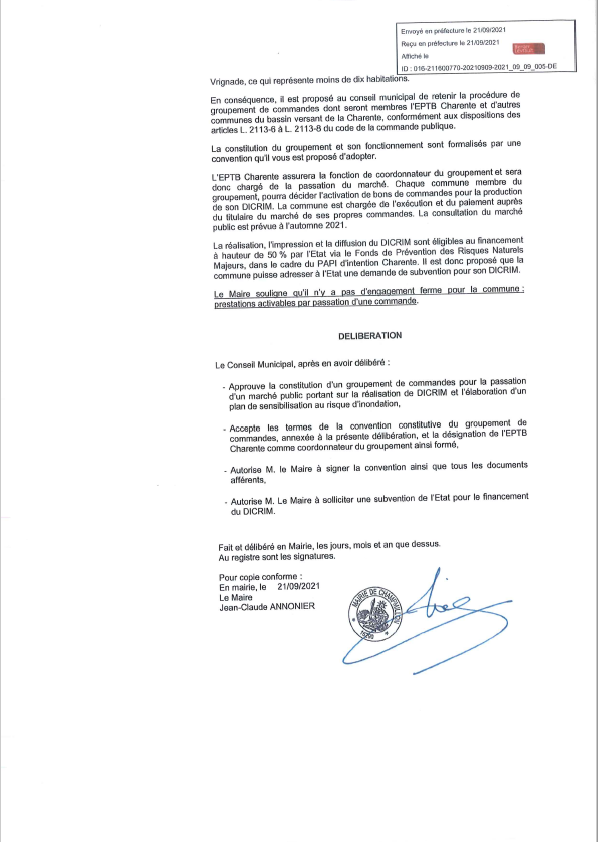 Envoyé en préfecture le 21/09/2021
Reçu en préfecture le 21/09/2021
Affiché le
ID : 016-211600770-20210909-2021_09_09_005-DE
Vrignade, ce qui représente moins de dix habitations.
En conséquence, il est proposé au conseil municipal de retenir la procédure de
groupement de commandes dont seront membres l'EPTB Charente et d'autres
communes du bassin versant de la Charente, conformément aux dispositions des
articles L. 2113-6 à L. 2113-8 du code de la commande publique.
La constitution du groupement et son fonctionnement sont formalisés par une
convention qu'il vous est proposé d'adopter.
L'EPTB Charente assurera la fonction de coordonnateur du groupement et sera
donc chargé de la passation du marché. Chaque commune membre du
groupement, pourra décider l'activation de bons de commandes pour la production
de son DICRIM. La commune est chargée de l'exécution et du paiement auprès
du titulaire du marché de ses propres commandes. La consultation du marché
public est prévue à l'automne 2021.
La réalisation, l'impression et la diffusion du DICRIM sont éligibles au financement
à hauteur de 50 % par l'Etat via le Fonds de Prévention des Risques Naturels
Majeurs, dans le cadre du PAPI d'intention Charente. Il est donc proposé que la
commune puisse adresser à l'Etat une demande de subvention pour son DICRIM.
Le Maire souligne qu'il n'y a pas d'engagement ferme pour la commune :
prestations activables par passation d'une commande.
DELIBERATION
Le Conseil Municipal, après en avoir délibéré :
- Approuve la constitution d'un groupement de commandes pour la passation
d'un marché public portant sur la réalisation de DICRIM et l'élaboration d'un
plan de sensibilisation au risque d'inondation,
- Accepte les termes de la convention constitutive du groupement de
commandes, annexée à la présente délibération, et la désignation de l'EPTB
Charente comme coordonnateur du groupement ainsi formé,
- Autorise M. le Maire à signer la convention ainsi que tous les documents
afférents,
- Autorise M. Le Maire à solliciter une subvention de l'Etat pour le financement
du DICRIM.
Fait et délibéré en Mairie, les jours, mois et an que dessus.
Au registre sont les signatures.
Pour copie conforme :
En mairie, le 21/09/2021
Le Maire
Jean-Claude ANNONIER
MAIRIE DE CHAMPMILLON